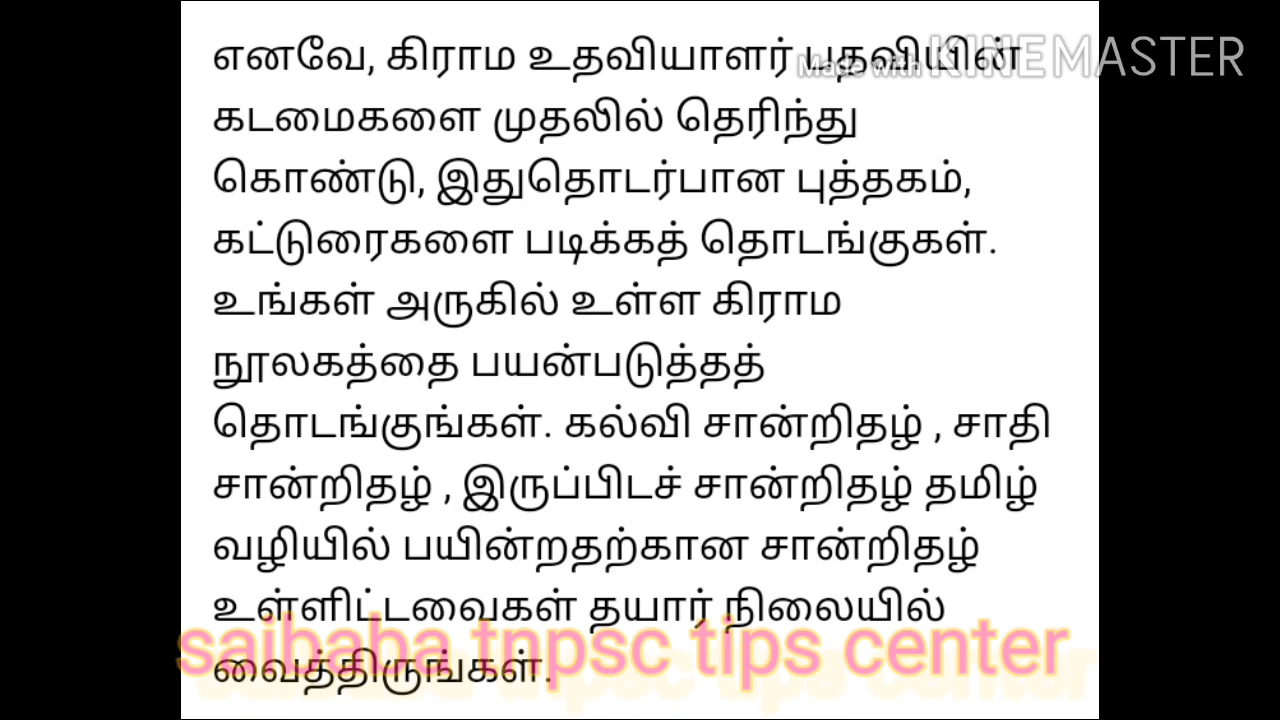 எனவே, கிராம உதவியாளர் பதவியின்
Made with KINEMASTER
கடமைகளை முதலில் தெரிந்து
கொண்டு, இதுதொடர்பான புத்தகம்,
கட்டுரைகளை படிக்கத் தொடங்குகள்.
உங்கள் அருகில் உள்ள கிராம
நூலகத்தை பயன்படுத்தத்
தொடங்குங்கள். கல்வி சான்றிதழ் , சாதி
சான்றிதழ் , இருப்பிடச் சான்றிதழ் தமிழ்
வழியில் பயின்றதற்கான சான்றிதழ்
உள்ளிட்டவைகள் தயார் நிலையில்
saibaba tnpsc tips center
வைத்திருங்கள்.